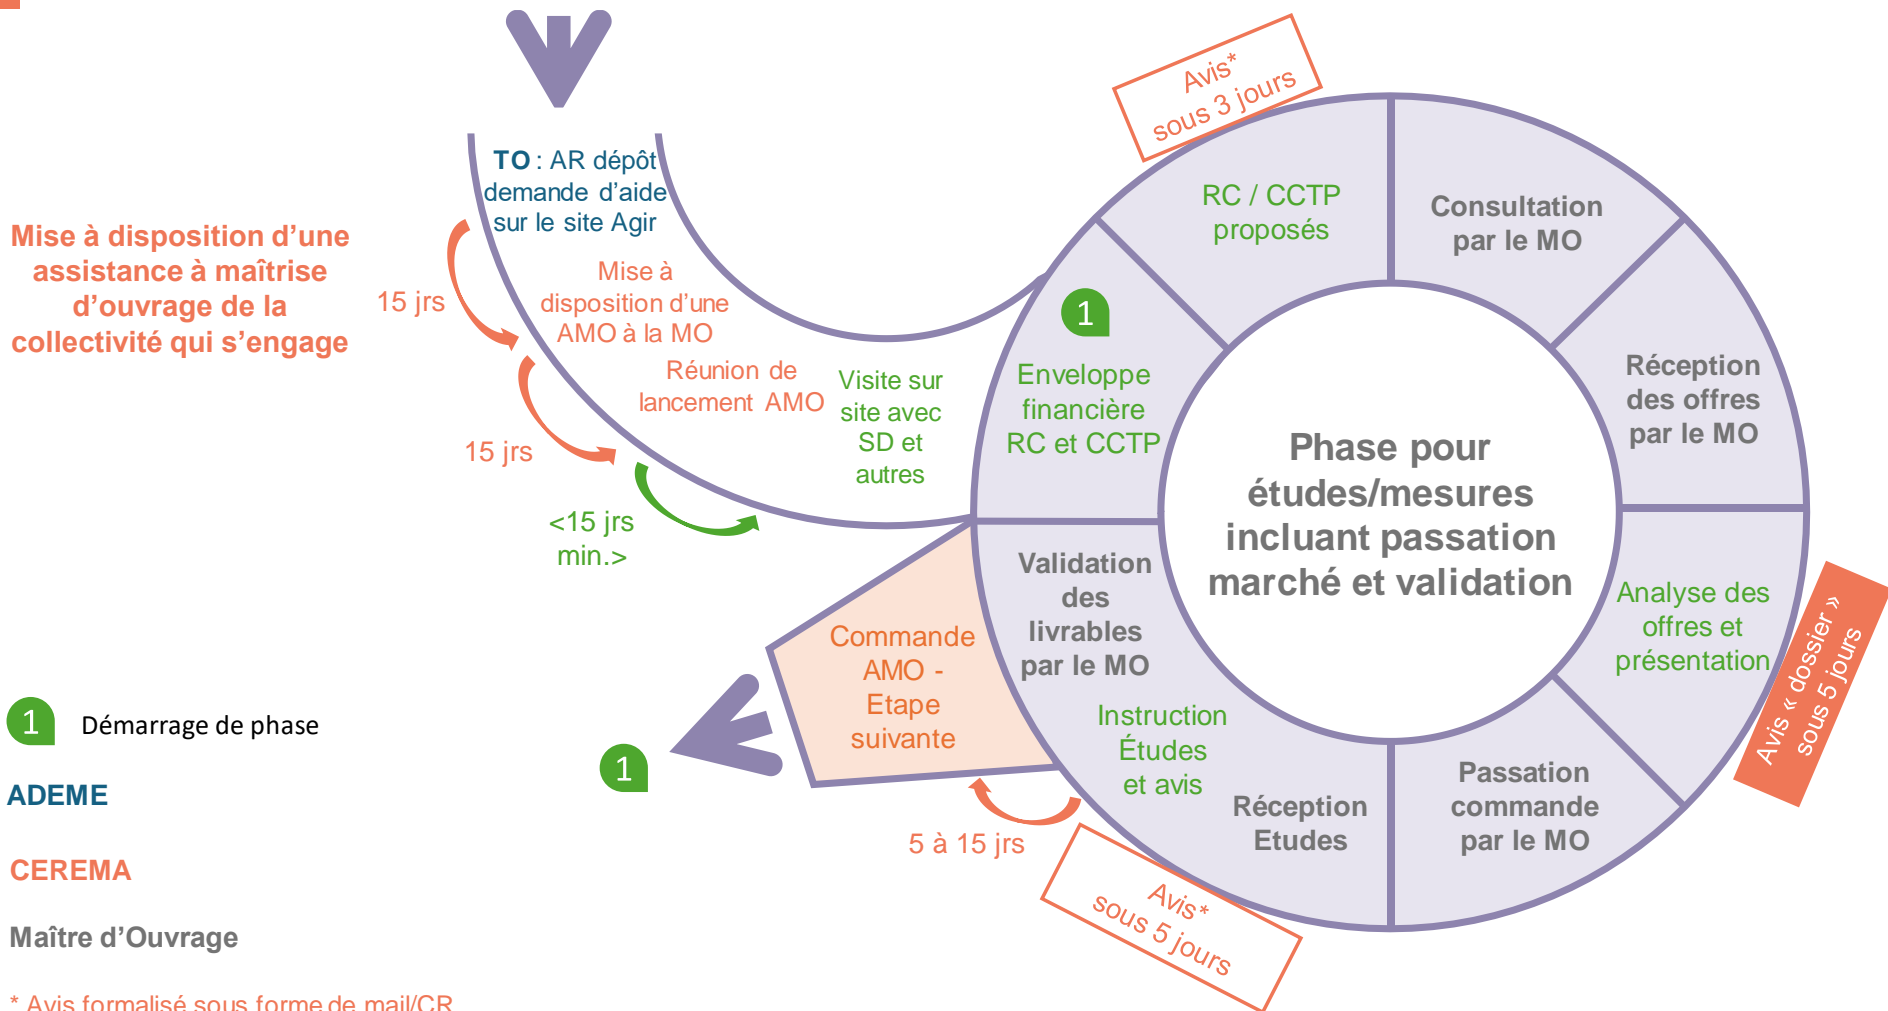 Mise à disposition d’une
assistance à maîtrise
d’ouvrage de la
collectivité qui s’engage
TO : AR dépôt
demande d’aide
sur le site Agir
15 jrs
Mise à
disposition d’une
AMO à la MO
Réunion de
lancement AMO
15 jrs
Visite sur
site avec
SD et
autres
<15 jrs
min.>
1
Enveloppe
financière
RC et CCTP
Avis*
sous 3 jours
RC / CCTP
proposés
Consultation
par le MO
Réception
des offres
par le MO
Analyse des
offres et
présentation
Avis « dossier »
sous 5 jours
Passation
commande
par le MO
Réception
Etudes
Instruction
Études
et avis
Avis*
sous 5 jours
Validation
des
livrables
par le MO
Phase pour
études/mesures
incluant passation
marché et validation
5 à 15 jrs
Commande
AMO -
Etape
suivante
1
1 Démarrage de phase
ADEME
CEREMA
Maître d’Ouvrage
* Avis formalisé sous forme de mail/CR